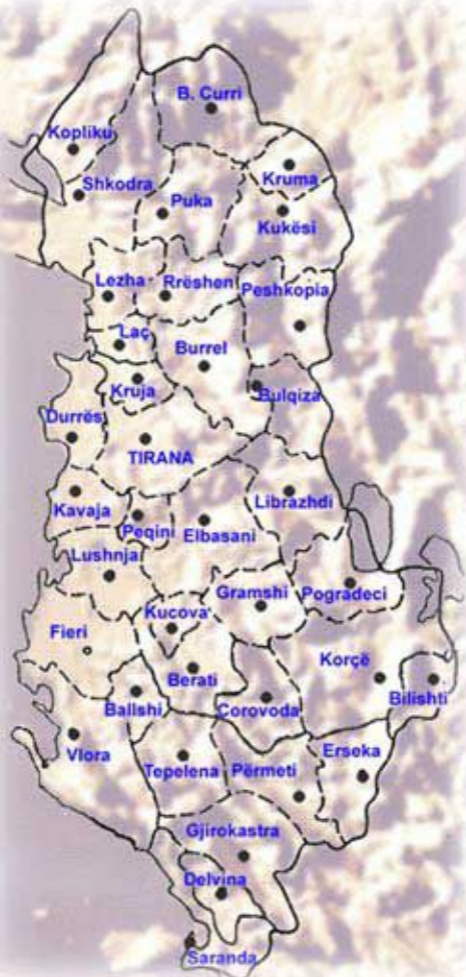 B. Curri
Kopliku
Kruma
Shkodra
Puka
Kukësi
Lezha
Rrëshen
Peshkopia
Laç
Burrel
Kruja
Bulqiza
Durrës
TIRANA
Kavaja
Peqini
Elbasani
Librazhdi
Lushnja
Gramshi
Pogradeci
Kucova
Fieri
Berati
Korçë
Ballshi
Corovoda
Bilishti
Vlora
Tepelena
Përmeti
Erseka
Gjirokastra
Delvina
Saranda